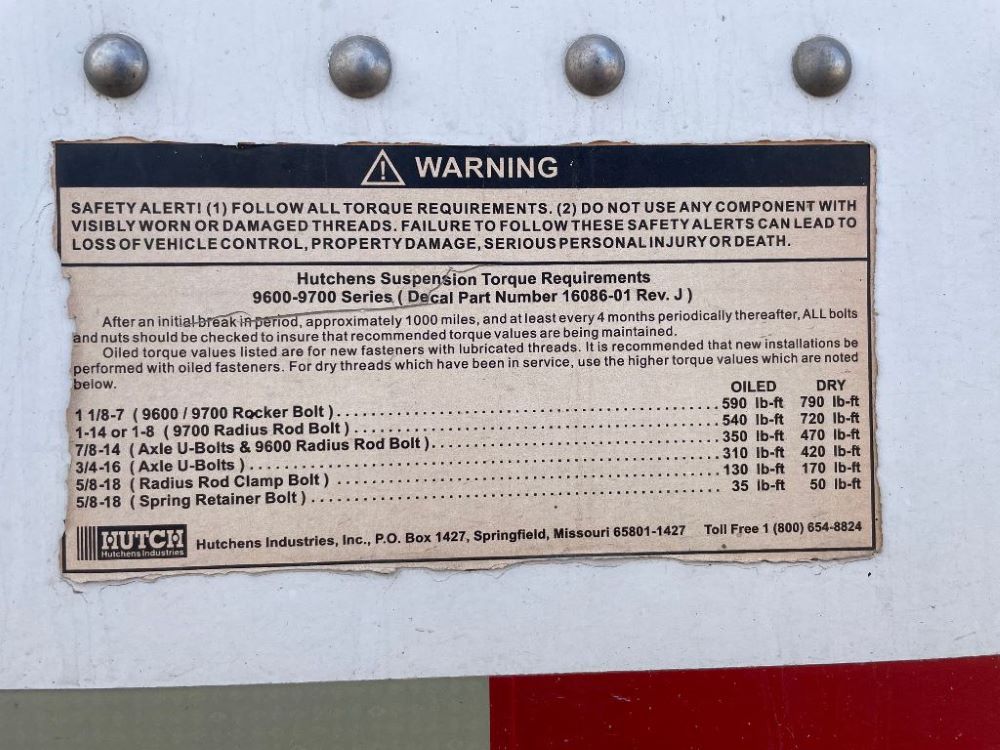 WARNING
SAFETY ALERT! (1) FOLLOW ALL TORQUE REQUIREMENTS. (2) DO NOT USE ANY COMPONENT WITH
VISIBLY WORN OR DAMAGED THREADS. FAILURE TO FOLLOW THESE SAFETY ALERTS CAN LEAD TO
LOSS OF VEHICLE CONTROL, PROPERTY DAMAGE, SERIOUS PERSONAL INJURY OR DEATH.
Hutchens Suspension Torque Requirements
9600-9700 Series ( Decal Part Number 16086-01 Rev. J )
After an initial break in period, approximately 1000 miles, and at least every 4 months periodically thereafter, ALL bolts
and nuts should be checked to insure that recommended torque values are being maintained.
Oiled torque values listed are for new fasteners with lubricated threads. It is recommended that new installations be
performed with oiled fasteners. For dry threads which have been in service, use the higher torque values which are noted
below.
OILED DRY
1 1/8-7 ( 9600 / 9700 Rocker Bolt ) ........ 590 lb-ft 790 lb-ft
1-14 or 1-8 ( 9700 Radius Rod Bolt ) ........ 540 lb-ft 720 lb-ft
7/8-14 ( Axle U-Bolts & 9600 Radius Rod Bolt ) ........ 350 lb-ft 470 lb-ft
3/4-16 ( Axle U-Bolts ) ........ 310 lb-ft 420 lb-ft
5/8-18 ( Radius Rod Clamp Bolt ) ........ 130 lb-ft 170 lb-ft
5/8-18 ( Spring Retainer Bolt ) ........ 35 lb-ft 50 lb-ft
HUTCH
Hutchens Industries
Hutchens Industries, Inc., P.O. Box 1427, Springfield, Missouri 65801-1427 Toll Free 1 (800) 654-8824